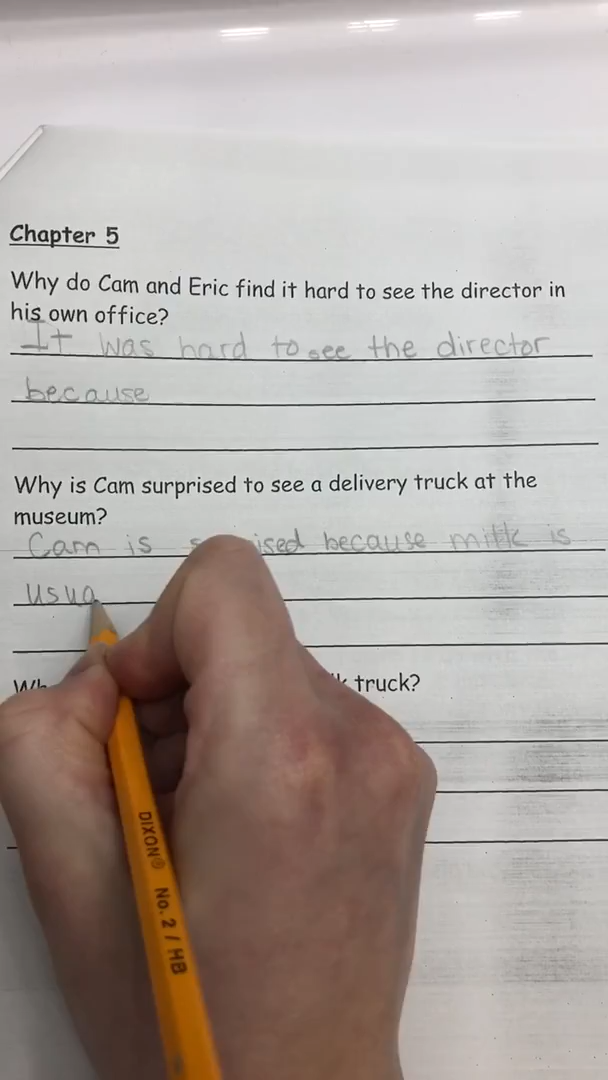 Chapter 5
Why do Cam and Eric find it hard to see the director in
his own office?
It was hard to see the director
because
Why is Cam surprised to see a delivery truck at the
museum?
Cam is because milk is
usua
truck?
DIXON® No. 2 / HB